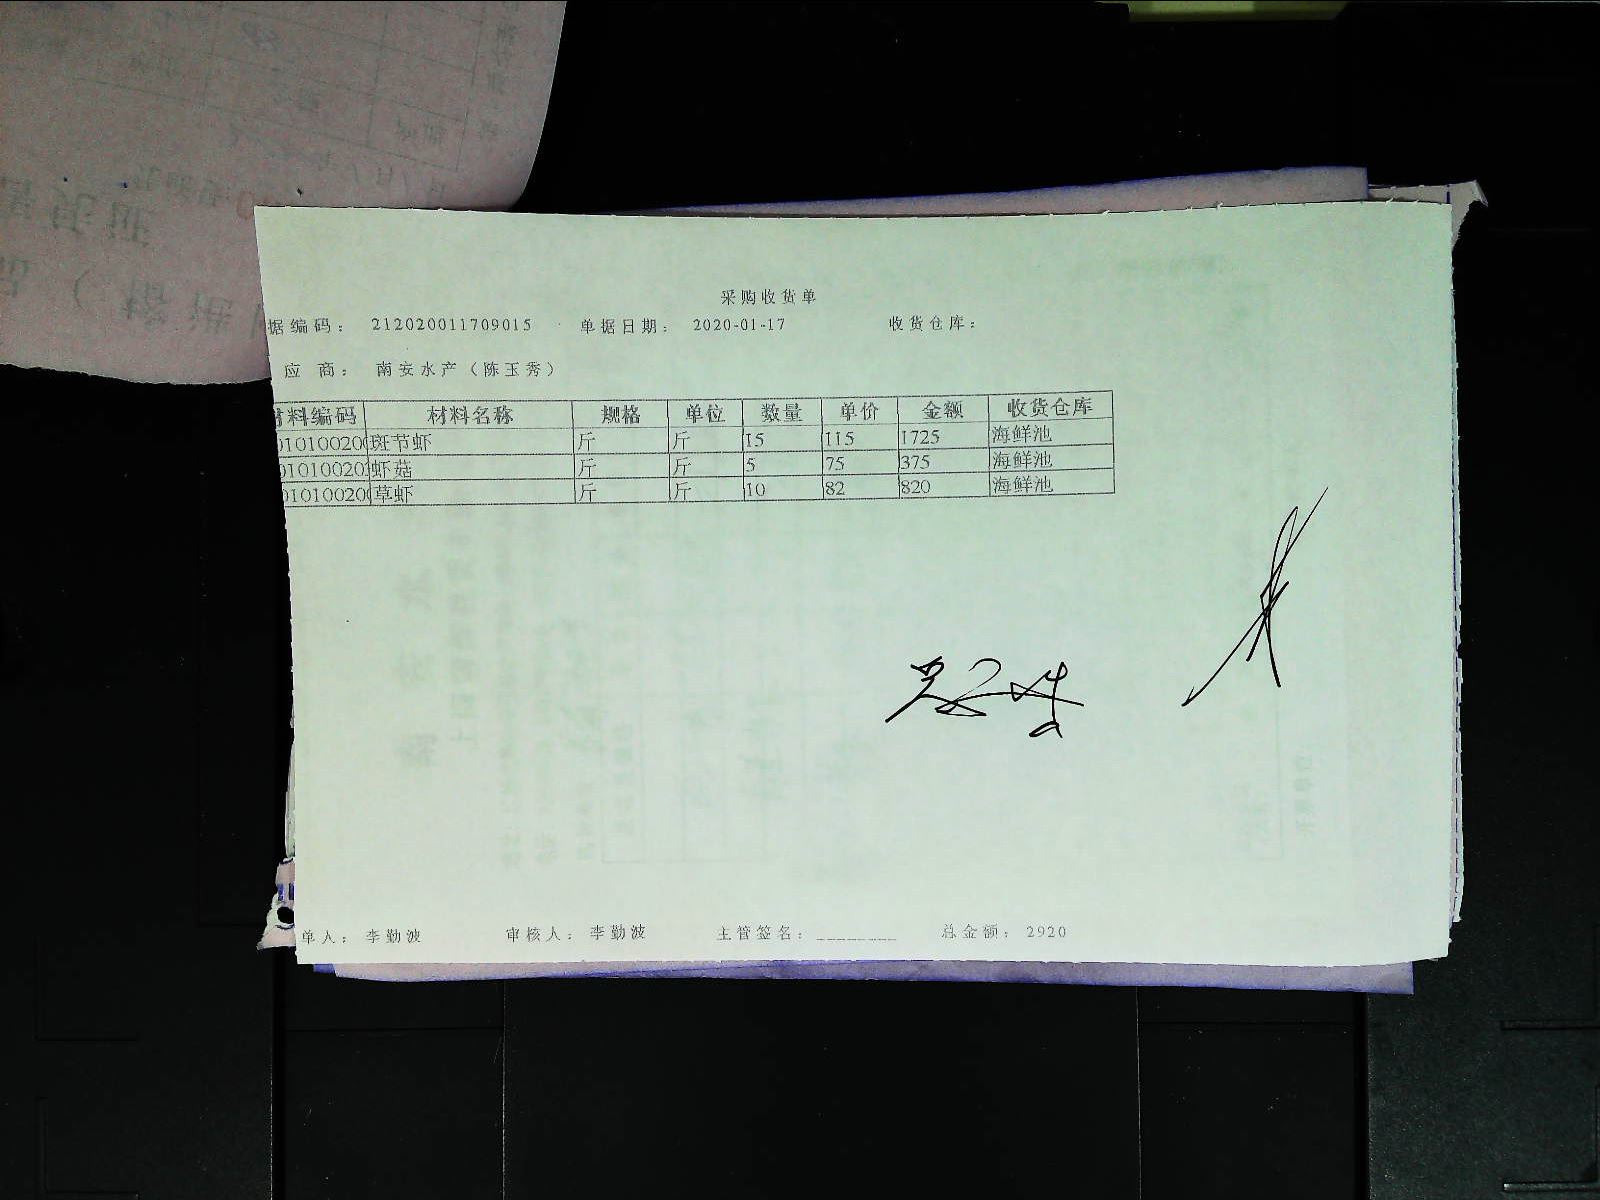 采购收货单
据编码： 212020011709015 单据日期： 2020-01-17 收货仓库：
应 商： 南安水产（陈玉秀）
材料编码 材料名称 规格 单位 数量 单价 金额 收货仓库
斑节虾 斤 斤 15 115 1725 海鲜池
虾菇 斤 斤 5 75 375 海鲜池
草虾 斤 斤 10 82 820 海鲜池
单人： 李勤波 审核人： 李勤波 主管签名： ________ 总金额： 2920